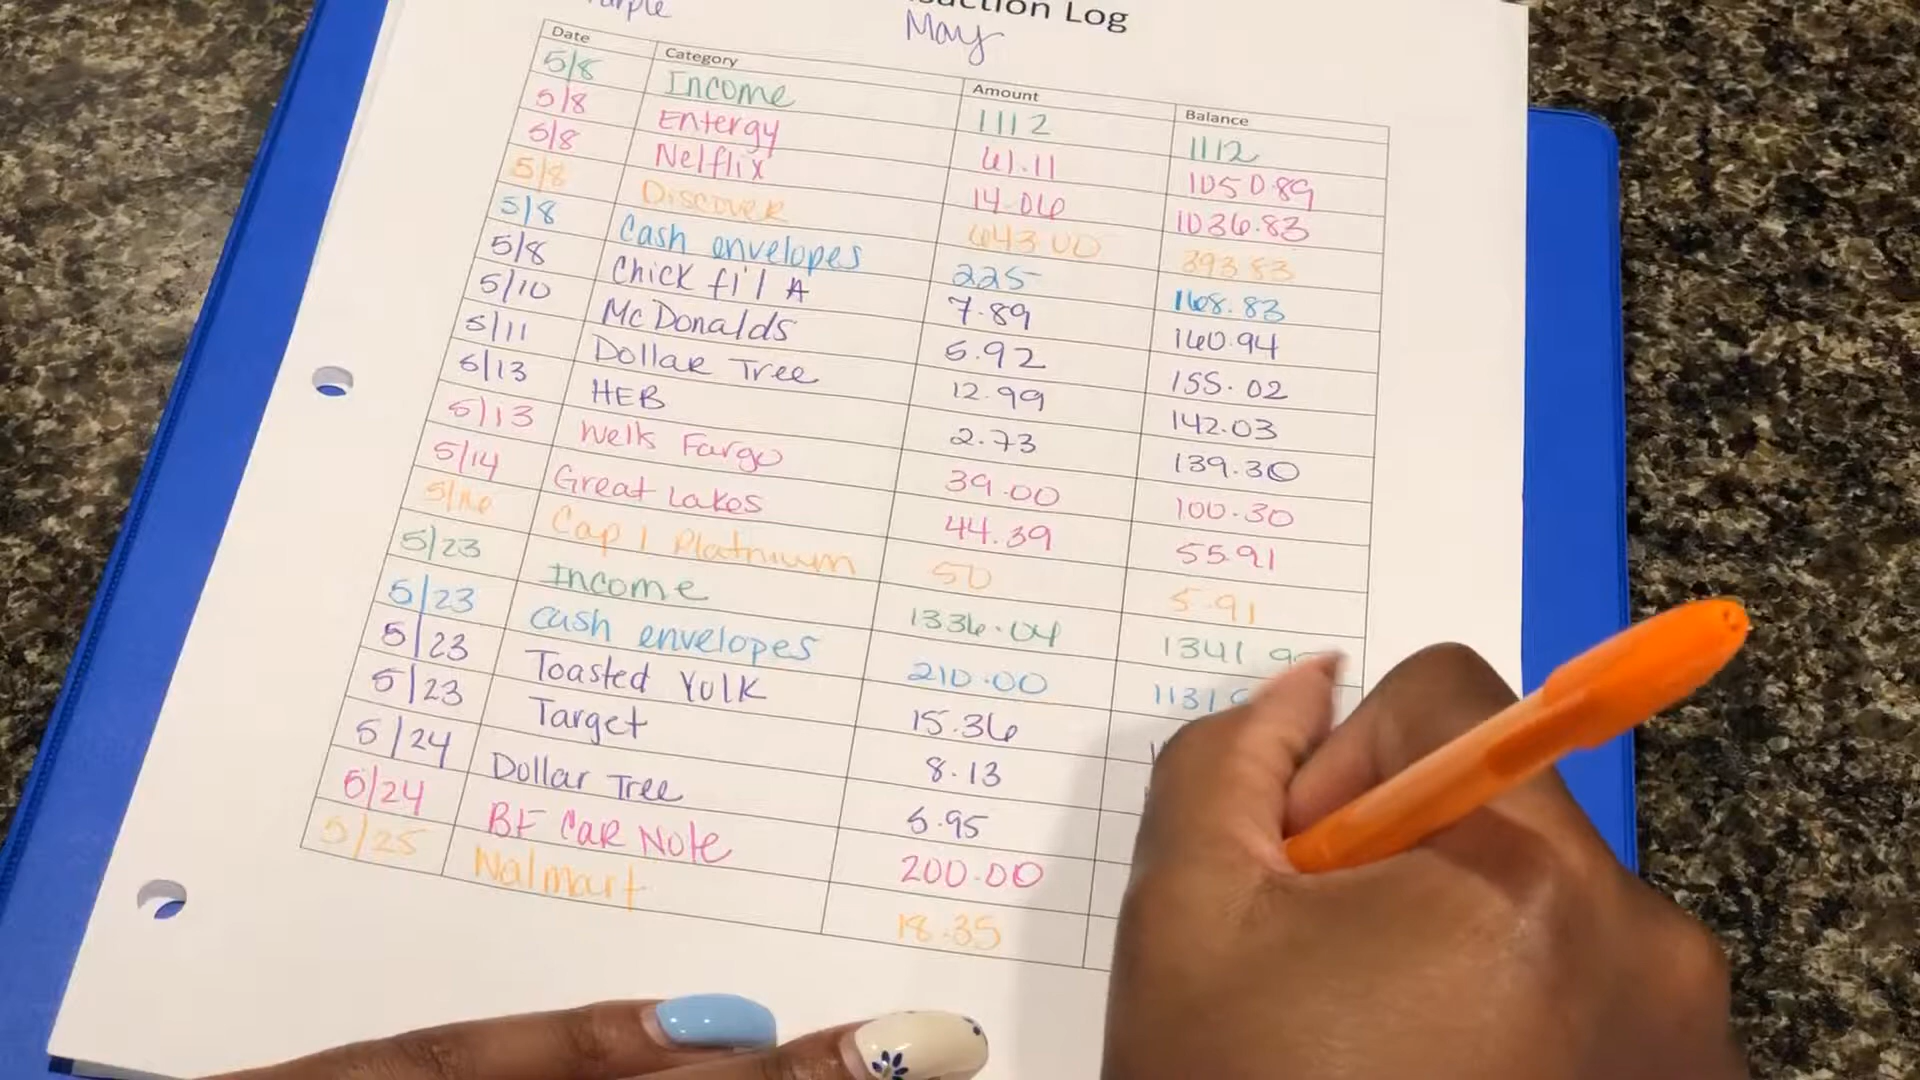 May
Date Category Amount Balance
5/8 Income 1112 1112
5/8 Entergy 61.11 1050.89
5/8 Netflix 14.06 1036.83
5/8 Discover 643.00 393.83
5/8 Cash envelopes 225 168.83
5/8 Chick fi'l A 7.89 160.94
5/10 McDonalds 5.92 155.02
5/11 Dollar Tree 12.99 142.03
5/13 HEB 2.73 139.30
5/13 Wells Fargo 39.00 100.30
5/14 Great Lakes 44.39 55.91
5/16 Cap 1 Platnium 50 5.91
5/23 Income 1336.04 1341
5/23 cash envelopes 210.00 1131
5/23 Toasted Yolk 15.36
5/23 Target 8.13
5/24 Dollar Tree 5.95
5/24 BF Car Note 200.00
5/25 Walmart 18.35